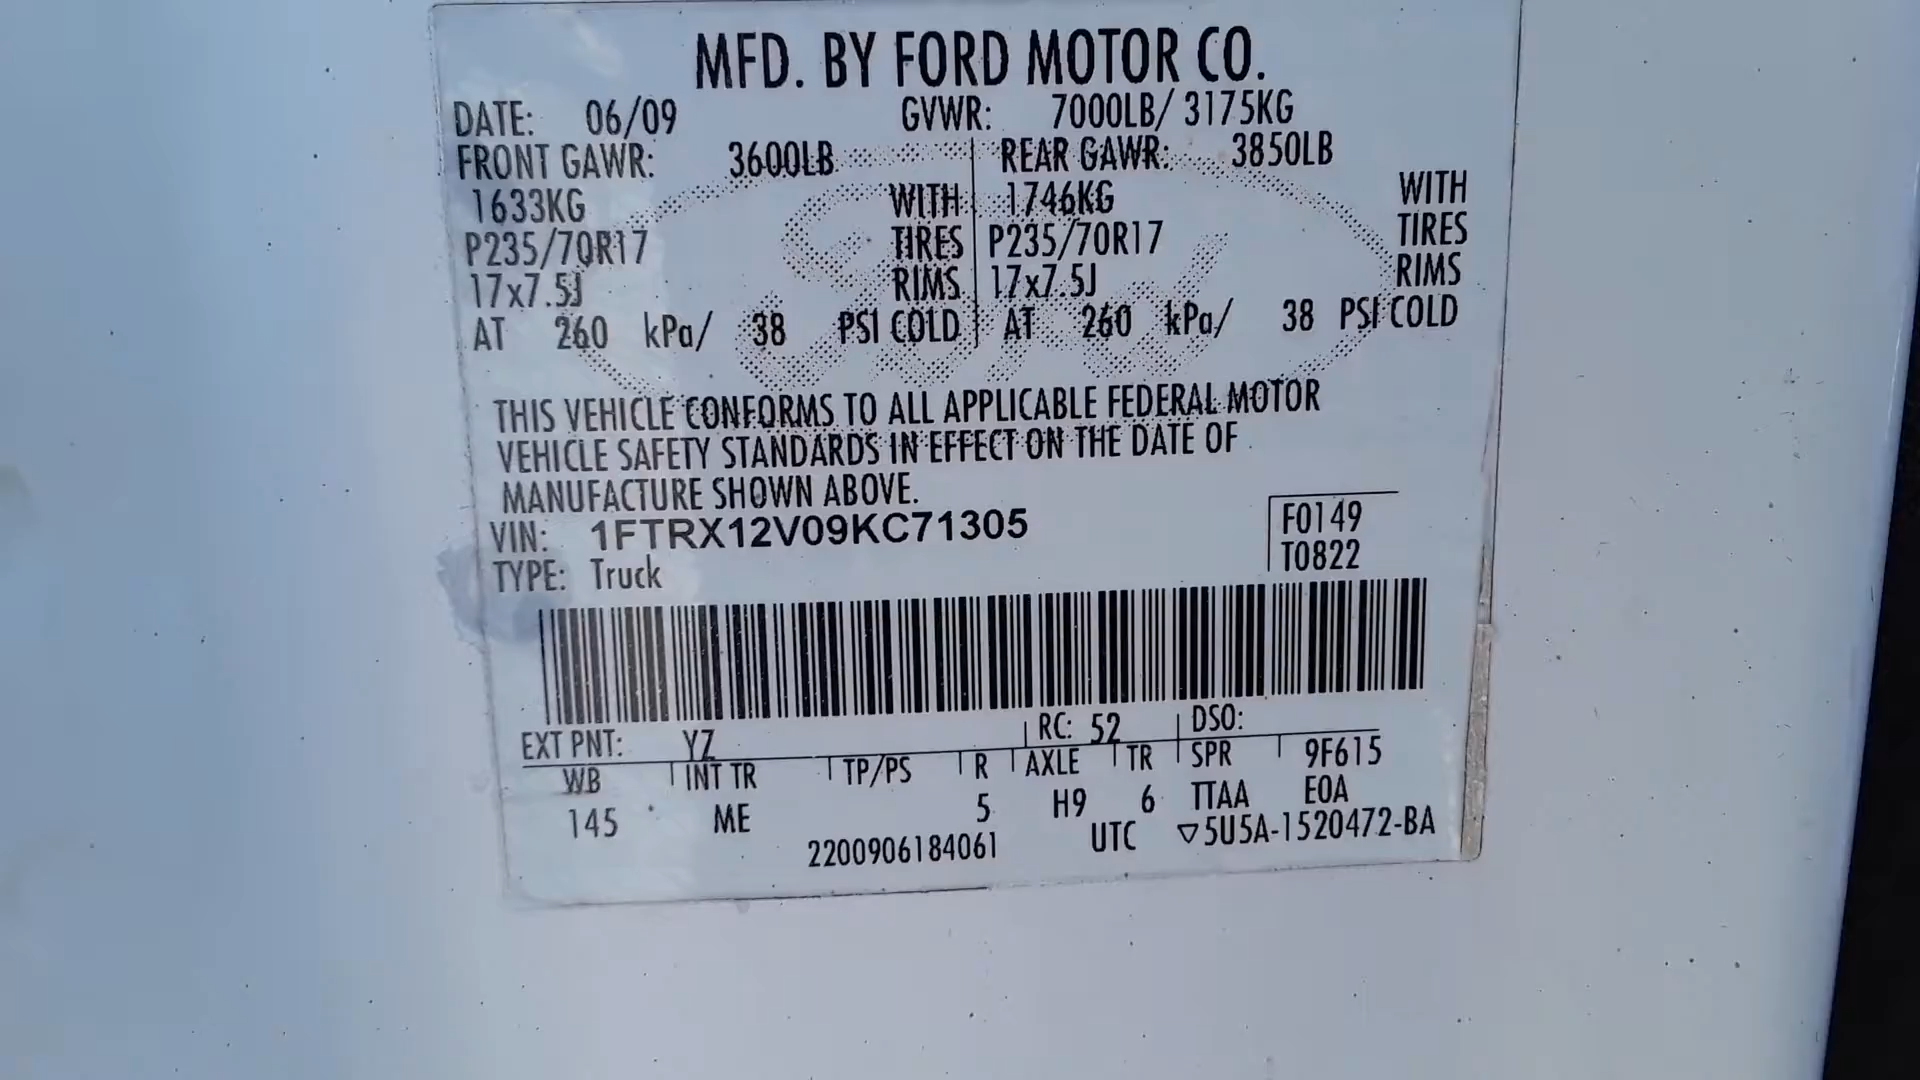 MFD. BY FORD MOTOR CO.
DATE: 06/09 GVWR: 7000LB/ 3175KG
FRONT GAWR: 3600LB REAR GAWR: 3850LB
1633KG WITH 1746KG WITH
P235/70R17 TIRES P235/70R17 TIRES
17x7.5J RIMS 17x7.5J RIMS
AT 260 kPa/ 38 PSI COLD AT 260 kPa/ 38 PSI COLD
THIS VEHICLE CONFORMS TO ALL APPLICABLE FEDERAL MOTOR
VEHICLE SAFETY STANDARDS IN EFFECT ON THE DATE OF
MANUFACTURE SHOWN ABOVE.
VIN: 1FTRX12V09KC71305 F0149
TYPE: Truck T0822
EXT PNT: YZ RC: 52 DSO:
WB INT TR TP/PS R AXLE TR SPR 9F615
145 ME 5 H9 6 TTAA EOA
2200906184061 UTC ▽5U5A-1520472-BA